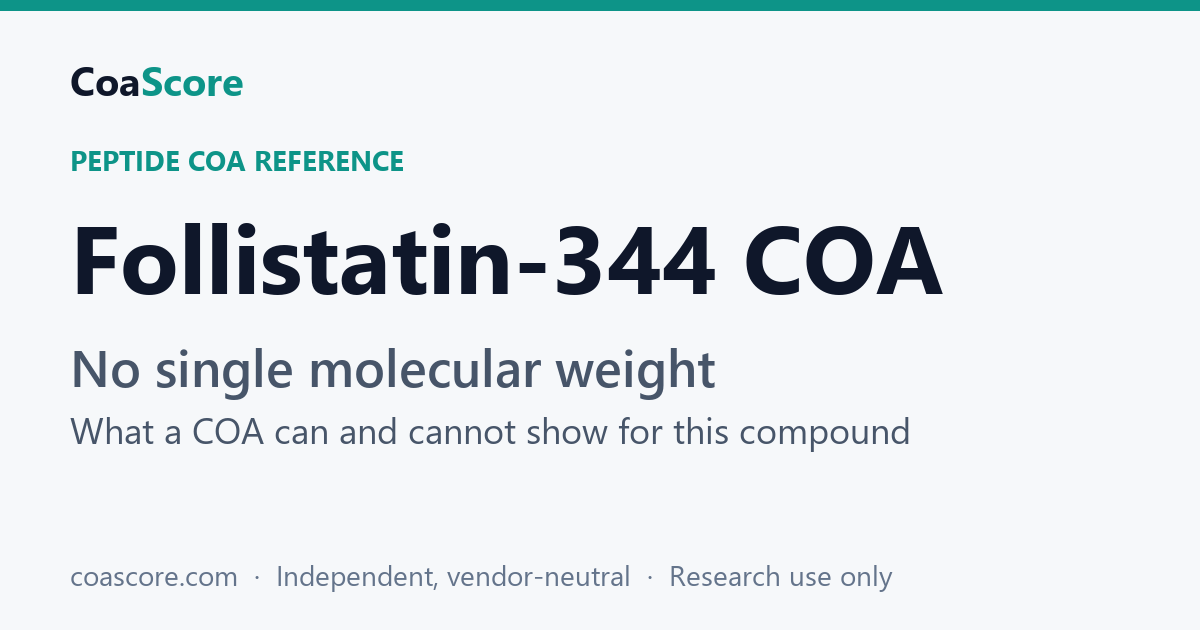 CoaScore
PEPTIDE COA REFERENCE
Follistatin-344 COA
No single molecular weight
What a COA can and cannot show for this compound
coascore.com · Independent, vendor-neutral · Research use only